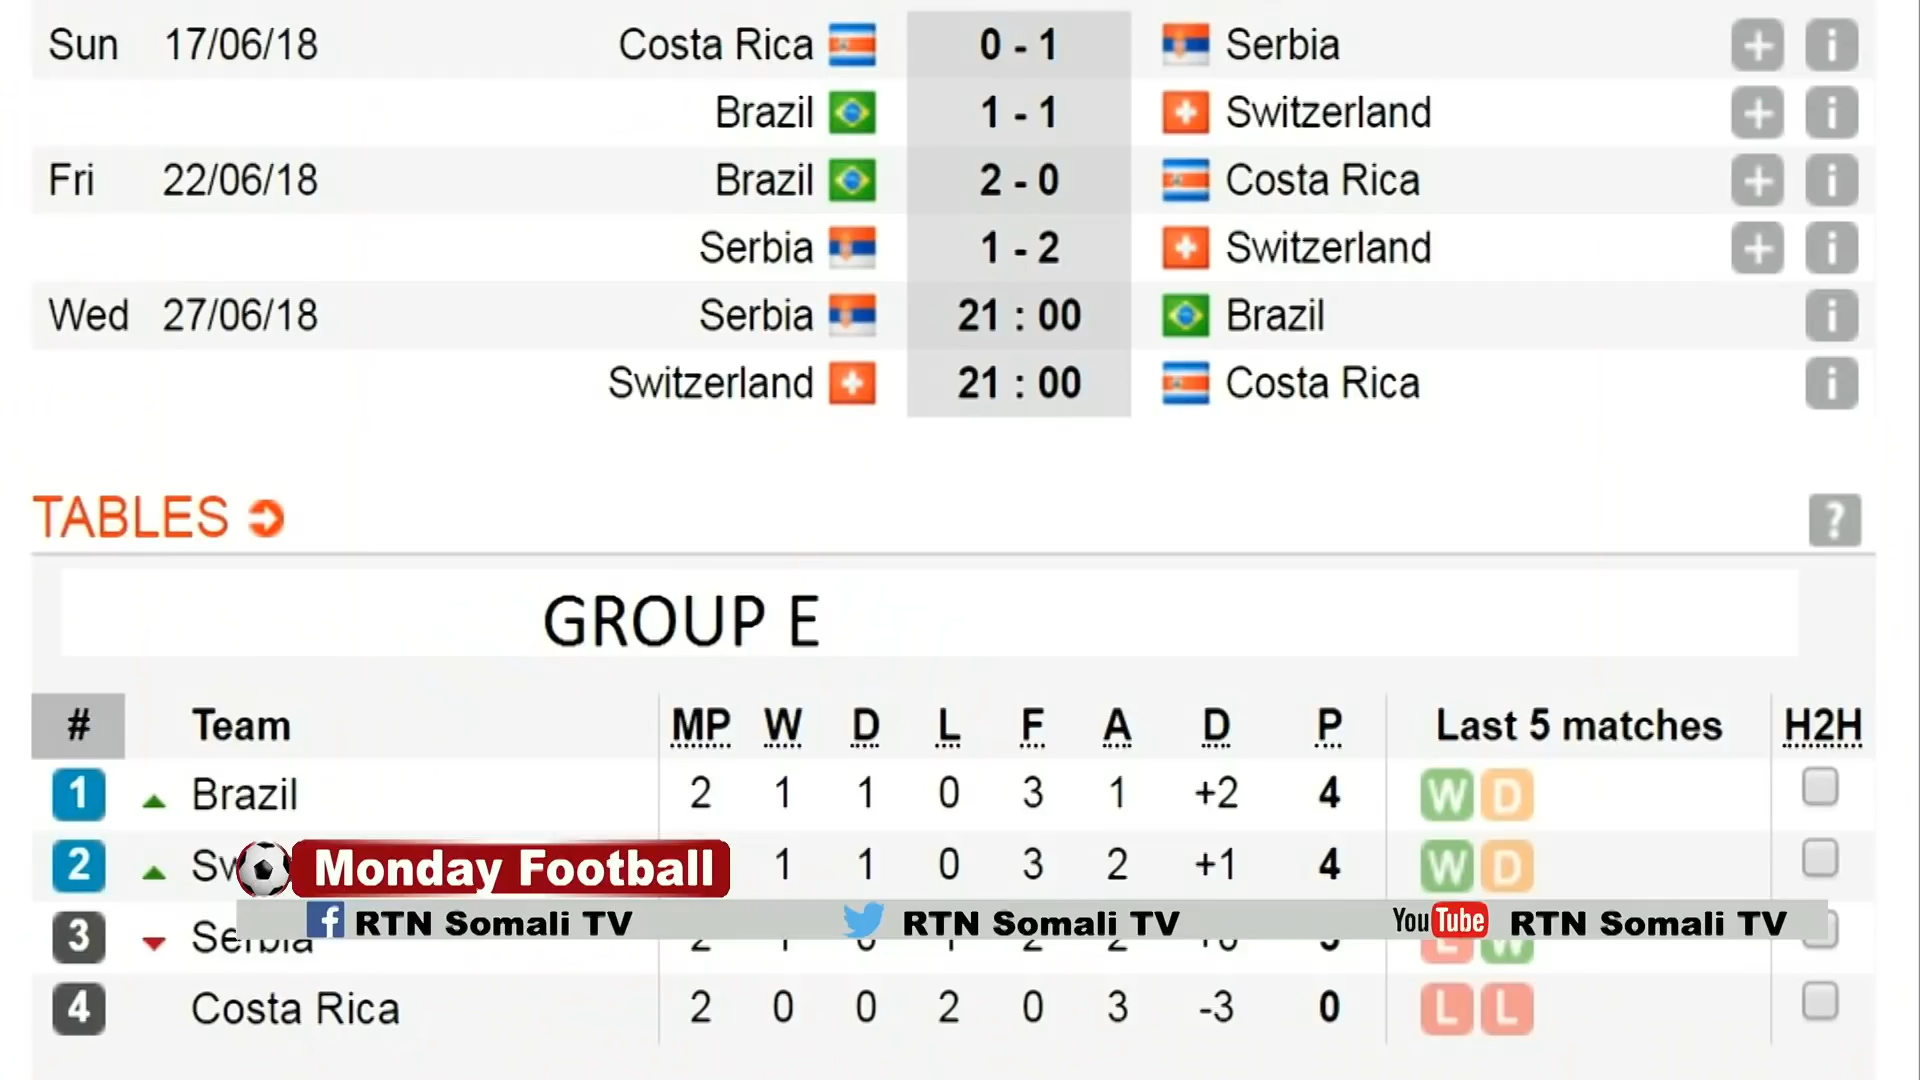 Sun 17/06/18 Costa Rica 0 - 1 Serbia + i
Brazil 1 - 1 Switzerland + i
Fri 22/06/18 Brazil 2 - 0 Costa Rica + i
Serbia 1 - 2 Switzerland + i
Wed 27/06/18 Serbia 21 : 00 Brazil i
Switzerland 21 : 00 Costa Rica i
TABLES ?
GROUP E
# Team MP W D L F A D P Last 5 matches H2H
1 Brazil 2 1 1 0 3 1 +2 4 W D
2 Sw 1 1 0 3 2 +1 4 W D
Monday Football
f RTN Somali TV RTN Somali TV YouTube RTN Somali TV
3 Serbia L W
4 Costa Rica 2 0 0 2 0 3 -3 0 L L